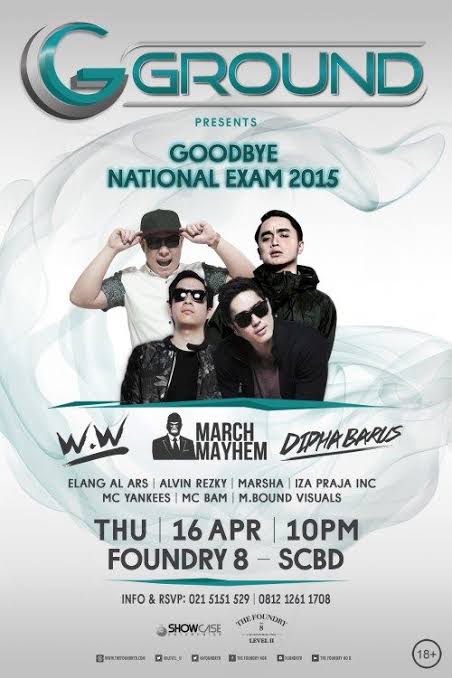 GROUND
PRESENTS
GOODBYE
NATIONAL EXAM 2015
W.W
MARCH
MAYHEM
DIPHA BARUS
ELANG AL ARS | ALVIN REZKY | MARSHA | IZA PRAJA INC
MC YANKEES | MC BAM | M.BOUND VISUALS
THU | 16 APR | 10PM
FOUNDRY 8 – SCBD
INFO & RSVP: 021 5151 529 | 0812 1261 1708
SHOWCASE
THE FOUNDRY
8
LEVEL II
18+